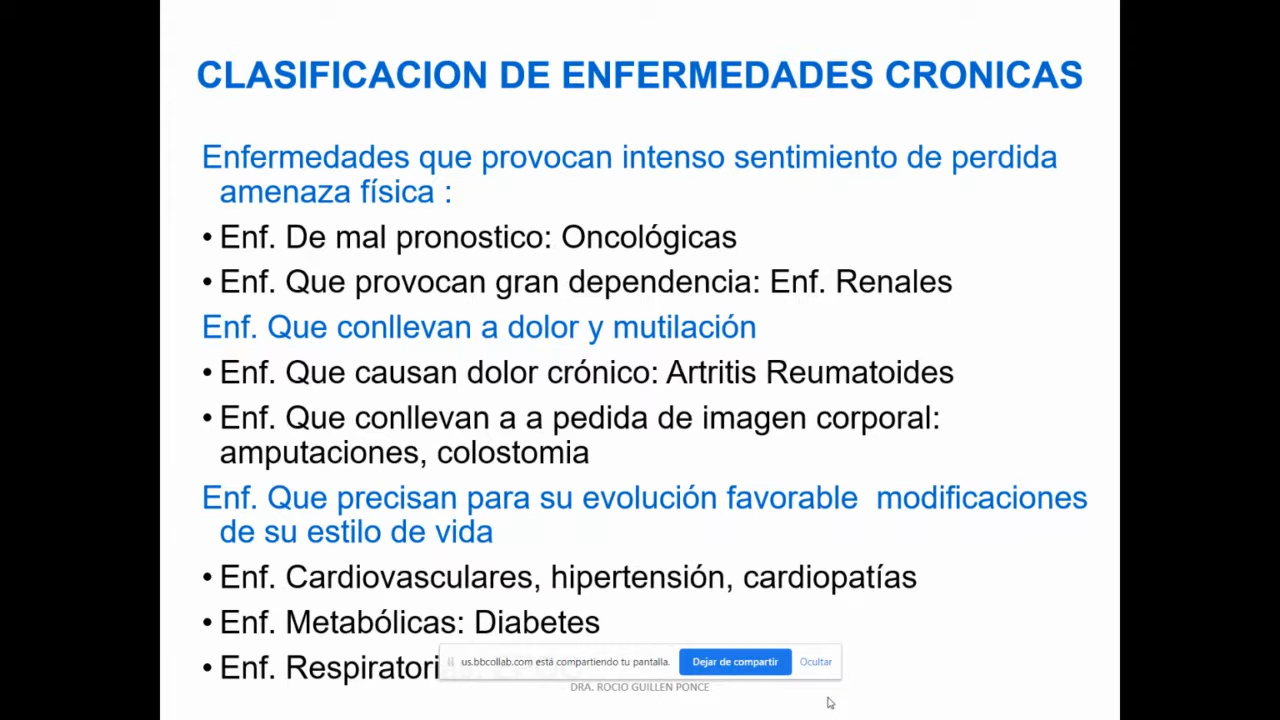 CLASIFICACION DE ENFERMEDADES CRONICAS
Enfermedades que provocan intenso sentimiento de perdida
amenaza física :
• Enf. De mal pronostico: Oncológicas
• Enf. Que provocan gran dependencia: Enf. Renales
Enf. Que conllevan a dolor y mutilación
• Enf. Que causan dolor crónico: Artritis Reumatoides
• Enf. Que conllevan a a pedida de imagen corporal:
amputaciones, colostomia
Enf. Que precisan para su evolución favorable modificaciones
de su estilo de vida
• Enf. Cardiovasculares, hipertensión, cardiopatías
• Enf. Metabólicas: Diabetes
• Enf.
us.bbcollab.com está compartiendo tu pantalla. Dejar de compartir Ocultar
DRA. ROCIO GUILLEN PONCE